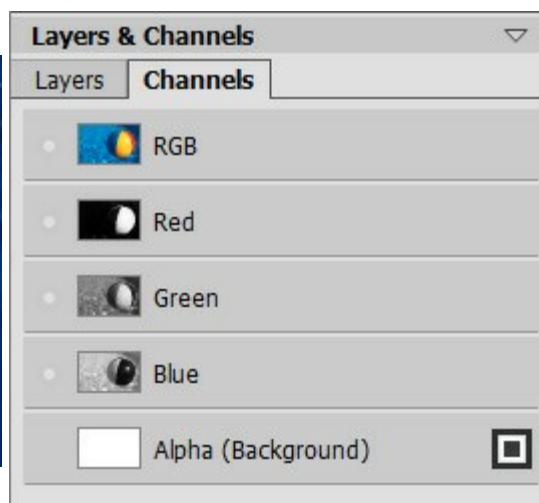 Layers & Channels
Layers Channels
RGB
Red
Green
Blue
Alpha (Background)